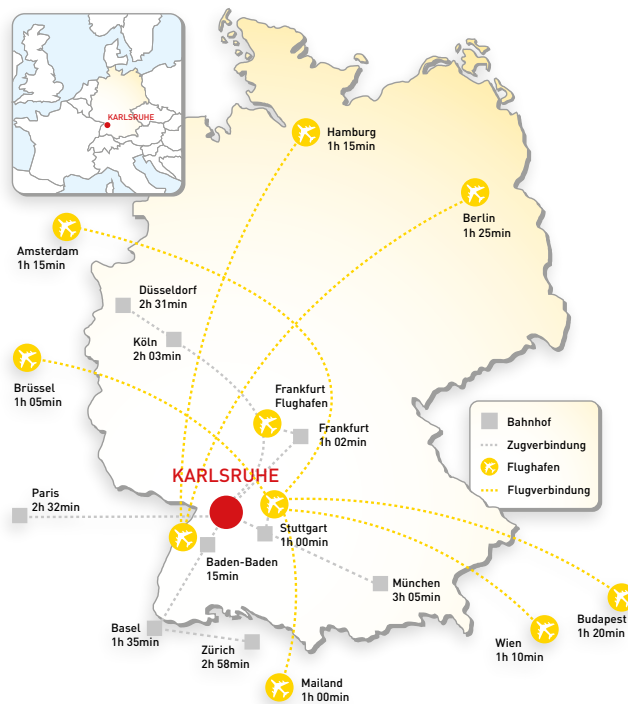 KARLSRUHE
Hamburg
1h 15min
Berlin
1h 25min
Amsterdam
1h 15min
Düsseldorf
2h 31min
Köln
2h 03min
Brüssel
1h 05min
Frankfurt
Flughafen
Frankfurt
1h 02min
Bahnhof
Zugverbindung
Flughafen
Flugverbindung
KARLSRUHE
Paris
2h 32min
Stuttgart
1h 00min
Baden-Baden
15min
München
3h 05min
Basel
1h 35min
Zürich
2h 58min
Wien
1h 10min
Budapest
1h 20min
Mailand
1h 00min